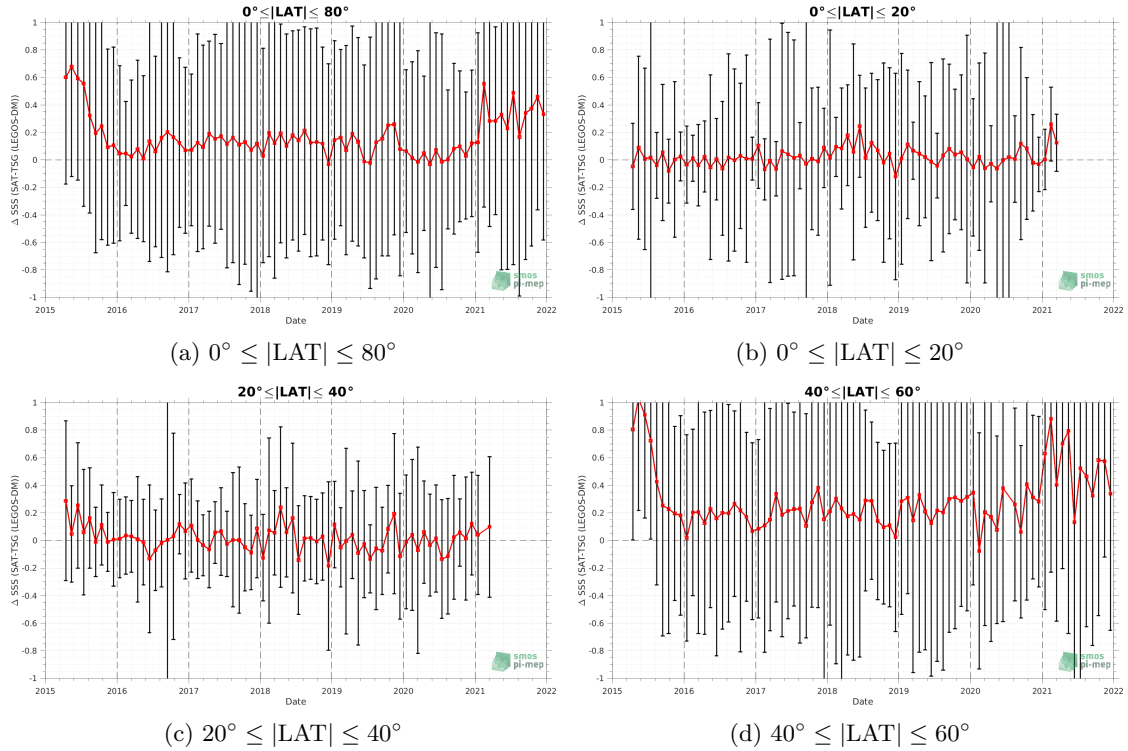 0°≤|LAT|≤ 80°
Δ SSS (SAT-TSG (LEGOS-DM))
1
0.8
0.6
0.4
0.2
0
-0.2
-0.4
-0.6
-0.8
-1
2015 2016 2017 2018 2019 2020 2021 2022
Date
smos
pi-mep
(a) 0° ≤ |LAT| ≤ 80°
0°≤|LAT|≤ 20°
Δ SSS (SAT-TSG (LEGOS-DM))
1
0.8
0.6
0.4
0.2
0
-0.2
-0.4
-0.6
-0.8
-1
2015 2016 2017 2018 2019 2020 2021 2022
Date
smos
pi-mep
(b) 0° ≤ |LAT| ≤ 20°
20°≤|LAT|≤ 40°
Δ SSS (SAT-TSG (LEGOS-DM))
1
0.8
0.6
0.4
0.2
0
-0.2
-0.4
-0.6
-0.8
-1
2015 2016 2017 2018 2019 2020 2021 2022
Date
smos
pi-mep
(c) 20° ≤ |LAT| ≤ 40°
40°≤|LAT|≤ 60°
Δ SSS (SAT-TSG (LEGOS-DM))
1
0.8
0.6
0.4
0.2
0
-0.2
-0.4
-0.6
-0.8
-1
2015 2016 2017 2018 2019 2020 2021 2022
Date
smos
pi-mep
(d) 40° ≤ |LAT| ≤ 60°